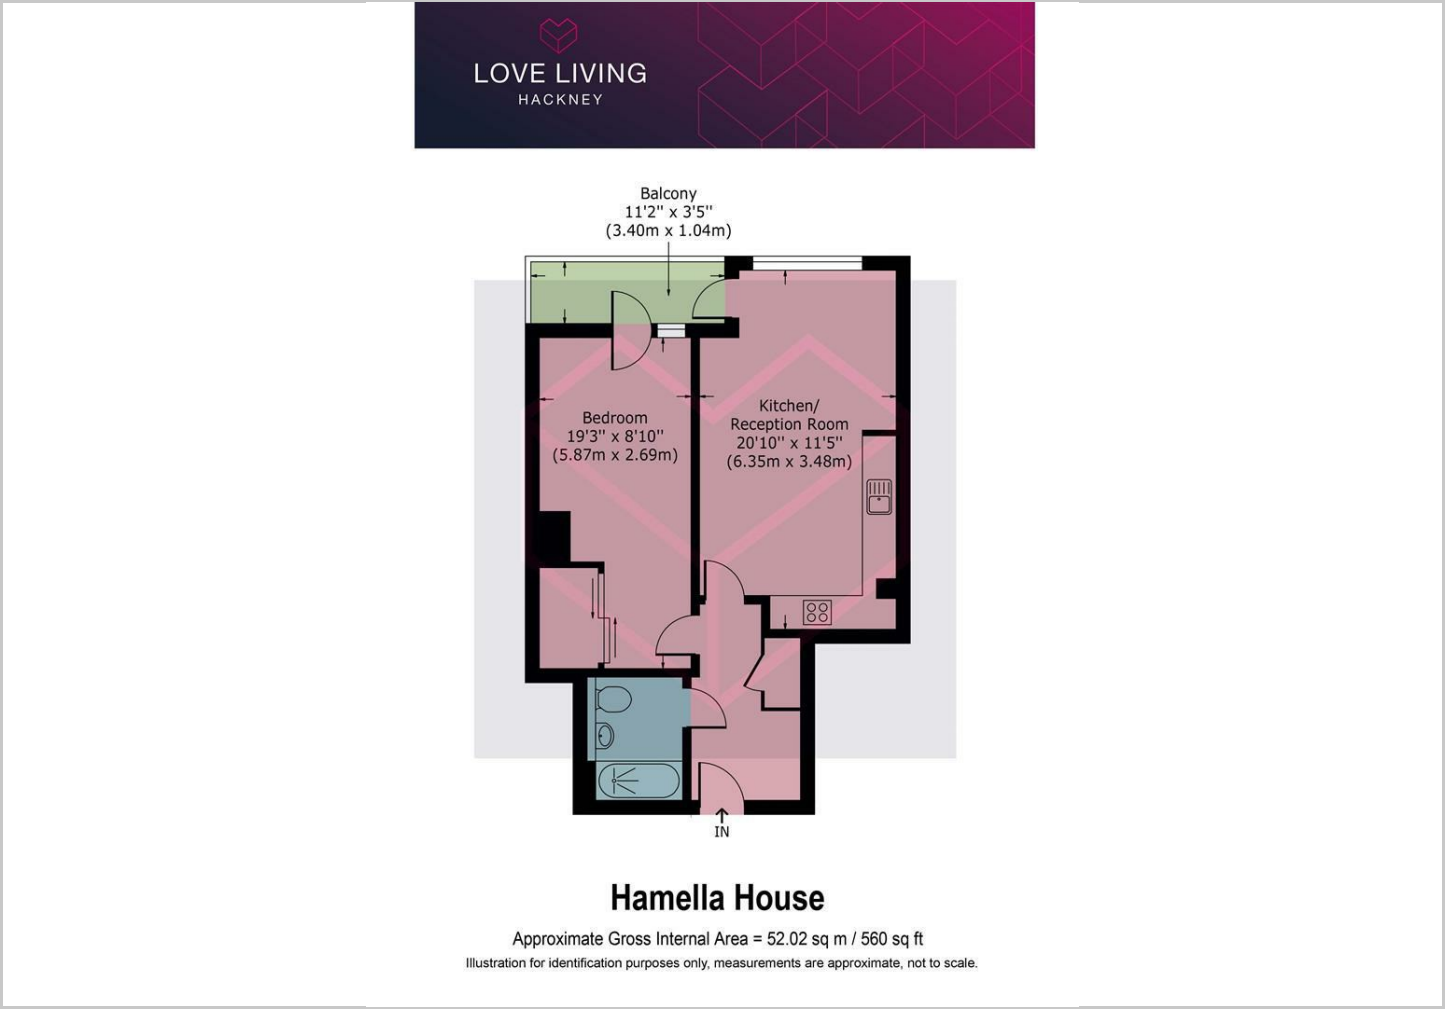 LOVE LIVING
HACKNEY
Balcony
11'2" x 3'5"
(3.40m x 1.04m)
Kitchen/
Reception Room
20'10" x 11'5"
(6.35m x 3.48m)
Bedroom
19'3" x 8'10"
(5.87m x 2.69m)
IN
Hamella House
Approximate Gross Internal Area = 52.02 sq m / 560 sq ft
Illustration for identification purposes only, measurements are approximate, not to scale.